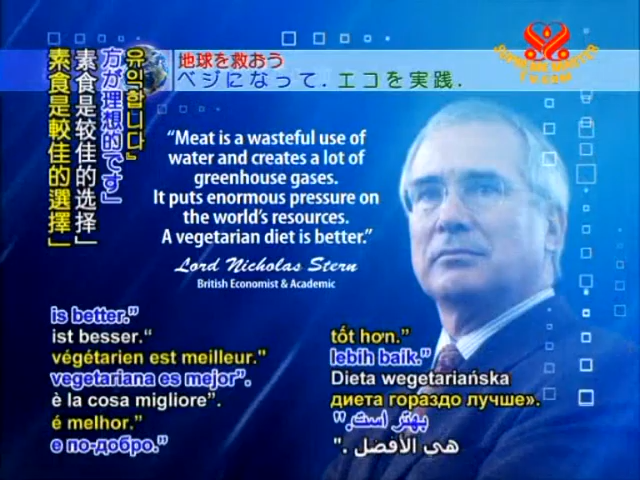 地球を救おう
ベジになって. エコを実践.
SUPREME MASTER
TV.COM
유익합니다』
方が理想的です」
素食是较佳的选择」
素食是較佳的選擇」
“Meat is a wasteful use of
water and creates a lot of
greenhouse gases.
It puts enormous pressure on
the world’s resources.
A vegetarian diet is better.”
Lord Nicholas Stern
British Economist & Academic
is better.”
ist besser.“
végétarien est meilleur."
vegetariana es mejor”.
è la cosa migliore”.
é melhor.”
е по-добро.”
tốt hơn.”
lebih baik.”
Dieta wegetariańska
диета гораздо лучше».
بهتر است."
هي الأفضل ."